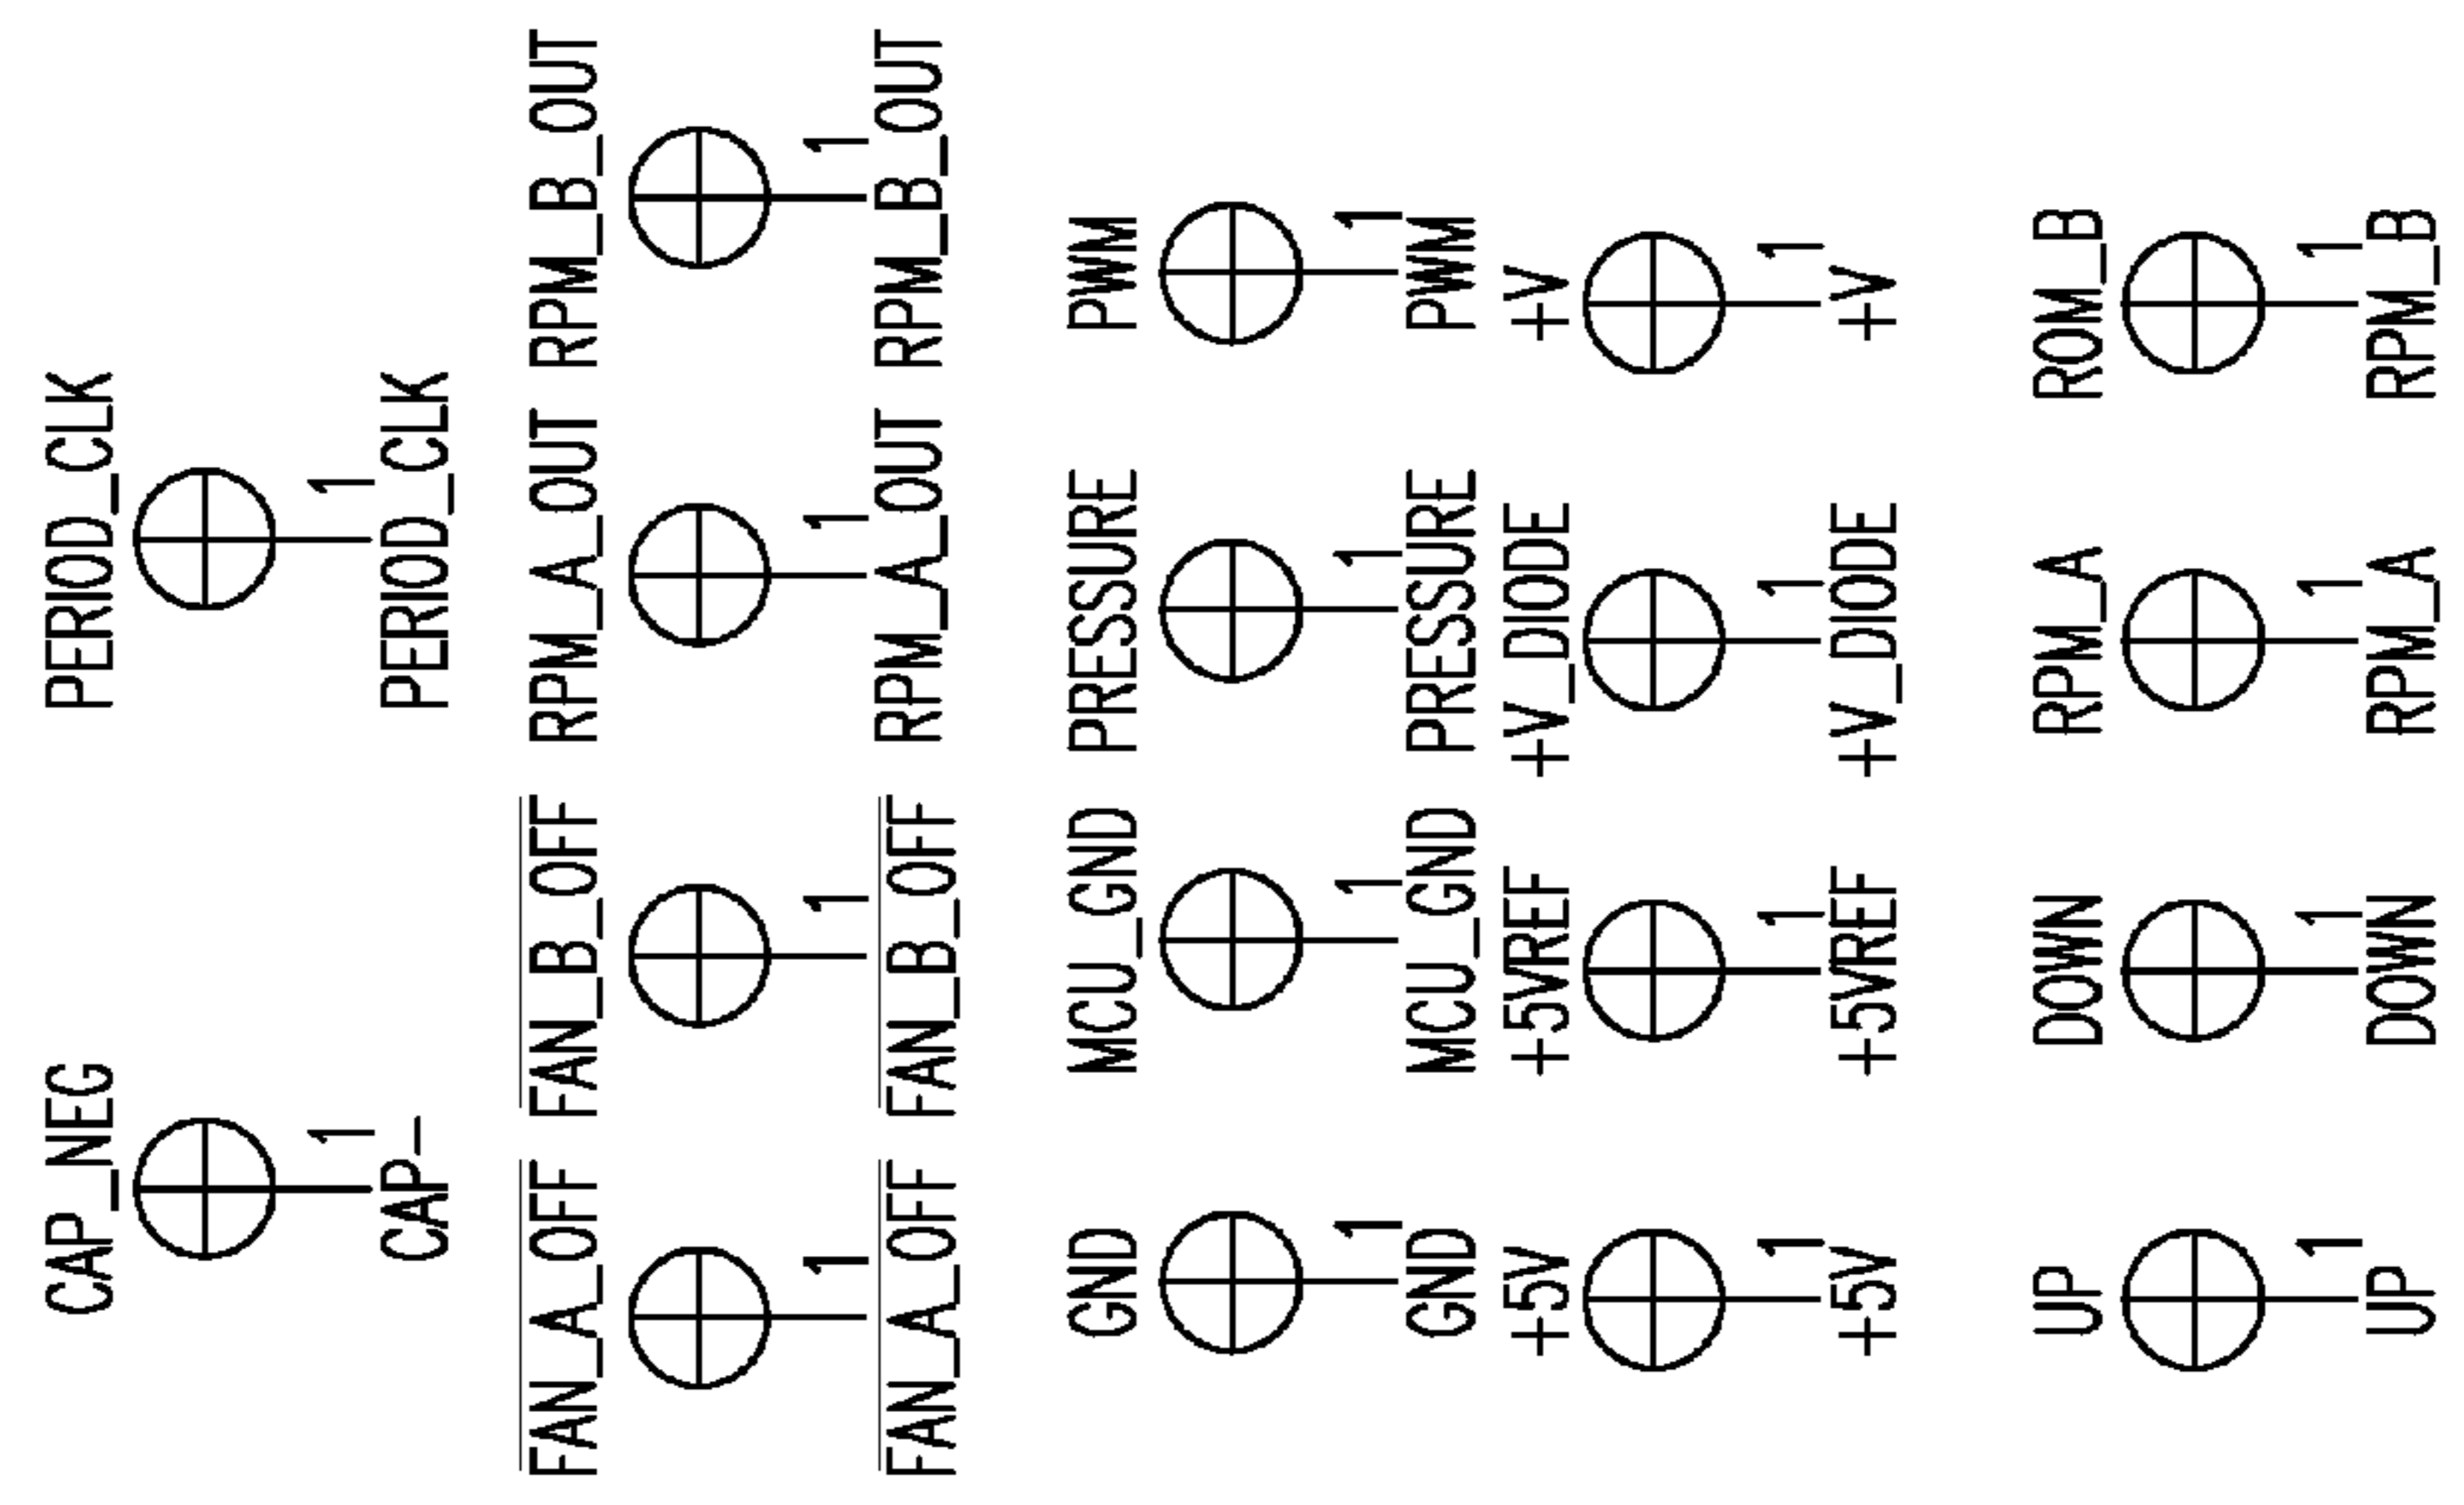 CAP_NEG PERIOD_CLK
1 1
CAP- PERIOD_CLK
FAN_A_OFF FAN_B_OFF RPM_A_OUT RPM_B_OUT
1 1 1 1
FAN_A_OFF FAN_B_OFF RPM_A_OUT RPM_B_OUT
GND MCU_GND PRESSURE PWM
1 1 1 1
GND MCU_GND PRESSURE PWM
+5V +5VREF +V_DIODE +V
1 1 1 1
+5V +5VREF +V_DIODE +V
UP DOWN RPM_A ROM_B
1 1 1 1
UP DOWN RPM_A RPM_B